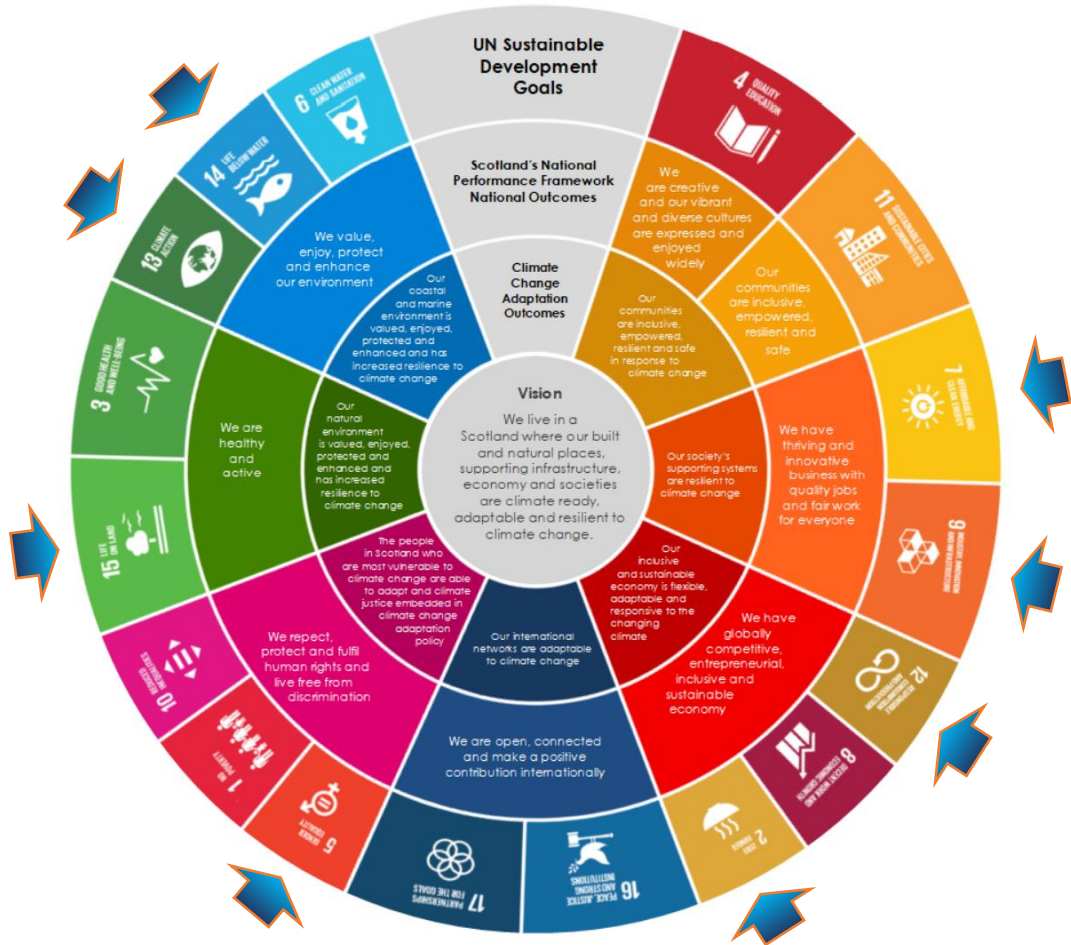 UN Sustainable
Development
Goals
Scotland's National
Performance Framework
National Outcomes
Climate
Change
Adaptation
Outcomes
Vision
We live in a
Scotland where our built
and natural places,
supporting infrastructure,
economy and societies
are climate ready,
adaptable and resilient to
climate change.
4 QUALITY
EDUCATION
11 SUSTAINABLE CITIES
AND COMMUNITIES
7 AFFORDABLE AND
CLEAN ENERGY
9 INDUSTRY, INNOVATION
AND INFRASTRUCTURE
12 RESPONSIBLE
CONSUMPTION
AND PRODUCTION
8 DECENT WORK AND
ECONOMIC GROWTH
2 ZERO
HUNGER
16 PEACE, JUSTICE
AND STRONG
INSTITUTIONS
17 PARTNERSHIPS
FOR THE GOALS
5 GENDER
EQUALITY
1 NO
POVERTY
10 REDUCED
INEQUALITIES
15 LIFE
ON LAND
3 GOOD HEALTH
AND WELL-BEING
13 CLIMATE
ACTION
14 LIFE
BELOW WATER
6 CLEAN WATER
AND SANITATION
We
are creative
and our vibrant
and diverse cultures
are expressed and
enjoyed
widely
Our
communities
are inclusive,
empowered,
resilient and
safe
We have
thriving and
innovative
business with
quality jobs
and fair work
for everyone
We have
globally
competitive,
entrepreneurial,
inclusive and
sustainable
economy
We are open, connected
and make a positive
contribution internationally
We repect,
protect and fulfil
human rights and
live free from
discrimination
We are
healthy
and
active
We value,
enjoy, protect
and enhance
our environment
Our
communities
are inclusive,
empowered,
resilient and safe
in response to
climate change
Our society's
supporting systems
are resilient to
climate change
Our
inclusive
and sustainable
economy is flexible,
adaptable and
responsive to the
changing
climate
Our international
networks are adaptable
to climate change
The people
in Scotland who
are most vulnerable to
climate change are able
to adapt and climate
justice embedded in
climate change
adaptation
policy
Our
natural
environment
is valued, enjoyed,
protected and
enhanced and
has increased
resilience to
climate change
Our
coastal
and marine
environment is
valued, enjoyed,
protected and
enhanced and has
increased resilience to
climate change